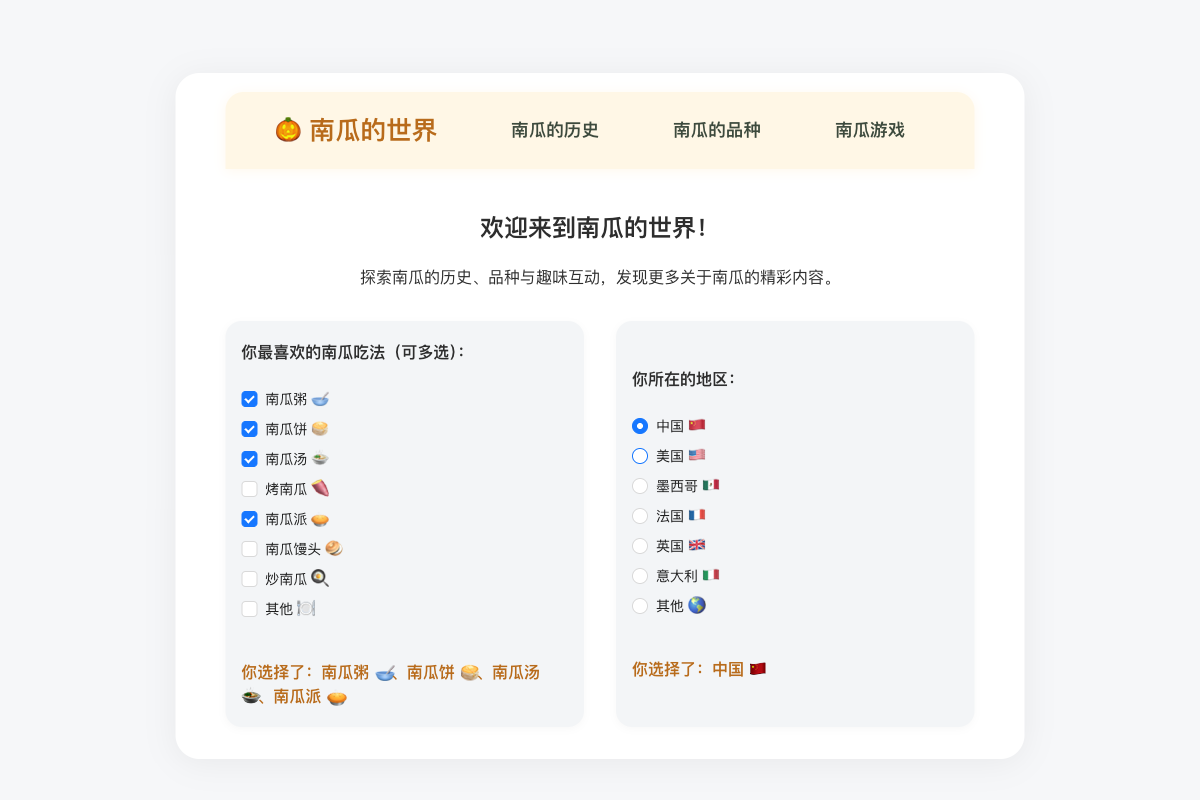 🎃 南瓜的世界 南瓜的历史 南瓜的品种 南瓜游戏
欢迎来到南瓜的世界！
探索南瓜的历史、品种与趣味互动，发现更多关于南瓜的精彩内容。
你最喜欢的南瓜吃法（可多选）：
南瓜粥 🥣
南瓜饼 🥞
南瓜汤 🍲
烤南瓜 🍠
南瓜派 🥧
南瓜馒头 🥯
炒南瓜 🍳
其他 🍽️
你选择了：南瓜粥 🥣、南瓜饼 🥞、南瓜汤
🍲、南瓜派 🥧
你所在的地区：
中国 🇨🇳
美国 🇺🇸
墨西哥 🇲🇽
法国 🇫🇷
英国 🇬🇧
意大利 🇮🇹
其他 🌎
你选择了：中国 🇨🇳